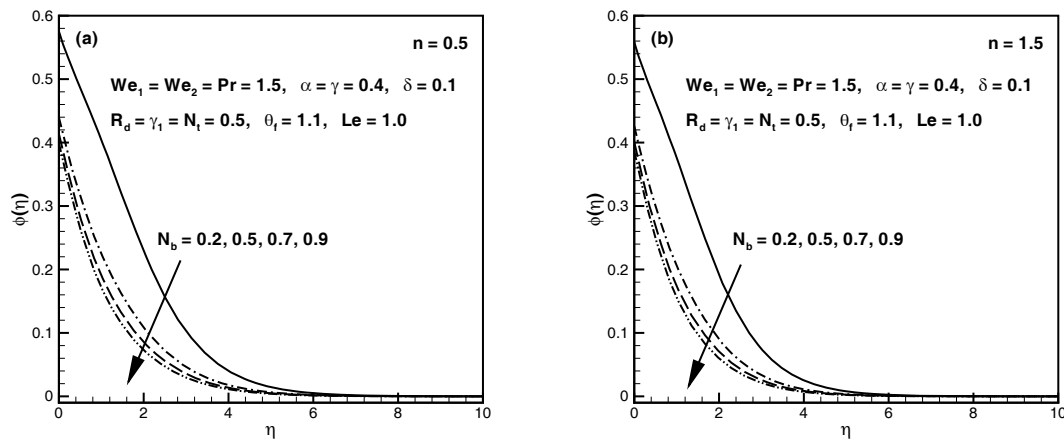 (a)
n = 0.5
We₁ = We₂ = Pr = 1.5, α = γ = 0.4, δ = 0.1
R_d = γ₁ = N_t = 0.5, θ_f = 1.1, Le = 1.0
N_b = 0.2, 0.5, 0.7, 0.9
ϕ(η)
0.6
0.5
0.4
0.3
0.2
0.1
0
0 2 4 6 8 10
η
(b)
n = 1.5
We₁ = We₂ = Pr = 1.5, α = γ = 0.4, δ = 0.1
R_d = γ₁ = N_t = 0.5, θ_f = 1.1, Le = 1.0
N_b = 0.2, 0.5, 0.7, 0.9
ϕ(η)
0.6
0.5
0.4
0.3
0.2
0.1
0
0 2 4 6 8 10
η